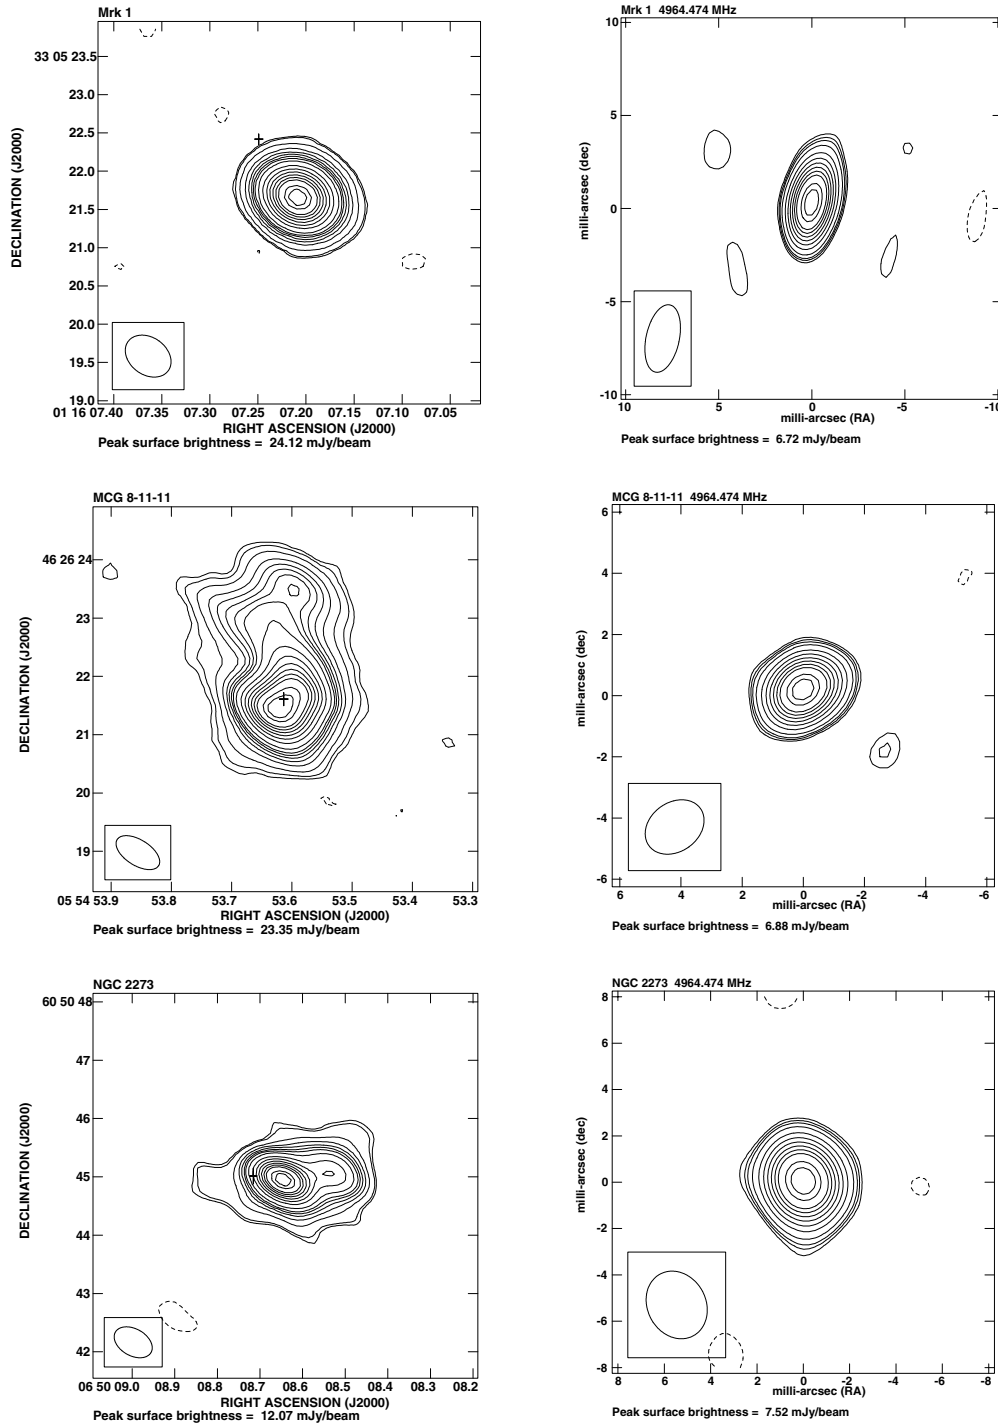 Mrk 1
DECLINATION (J2000)
33 05 23.5
23.0
22.5
22.0
21.5
21.0
20.5
20.0
19.5
19.0
01 16 07.40 07.35 07.30 07.25 07.20 07.15 07.10 07.05
RIGHT ASCENSION (J2000)
Peak surface brightness = 24.12 mJy/beam
Mrk 1 4964.474 MHz
milli-arcsec (dec)
10
5
0
-5
-10
10 5 0 -5 -10
milli-arcsec (RA)
Peak surface brightness = 6.72 mJy/beam
MCG 8-11-11
DECLINATION (J2000)
46 26 24
23
22
21
20
19
05 54 53.9 53.8 53.7 53.6 53.5 53.4 53.3
RIGHT ASCENSION (J2000)
Peak surface brightness = 23.35 mJy/beam
MCG 8-11-11 4964.474 MHz
milli-arcsec (dec)
6
4
2
0
-2
-4
-6
6 4 2 0 -2 -4 -6
milli-arcsec (RA)
Peak surface brightness = 6.88 mJy/beam
NGC 2273
DECLINATION (J2000)
60 50 48
47
46
45
44
43
42
06 50 09.0 08.9 08.8 08.7 08.6 08.5 08.4 08.3 08.2
RIGHT ASCENSION (J2000)
Peak surface brightness = 12.07 mJy/beam
NGC 2273 4964.474 MHz
milli-arcsec (dec)
8
6
4
2
0
-2
-4
-6
-8
8 6 4 2 0 -2 -4 -6 -8
milli-arcsec (RA)
Peak surface brightness = 7.52 mJy/beam